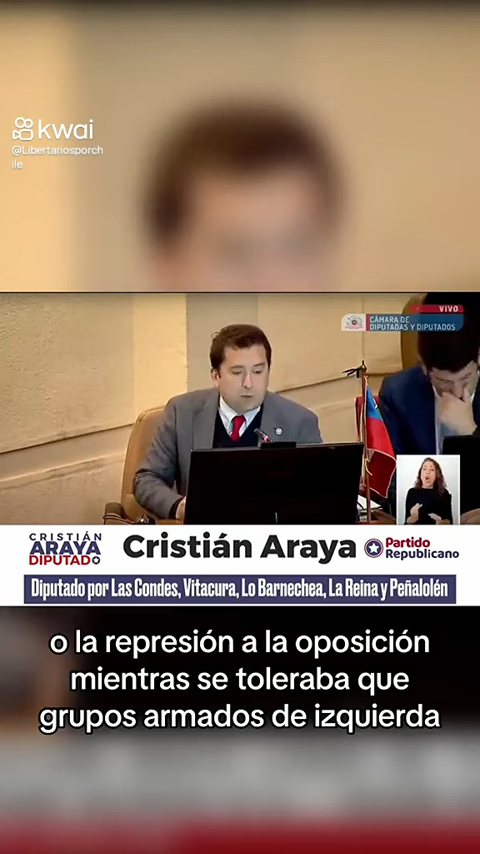 kwai
@Libertariosporch
ile
VIVO
CÁMARA DE
DIPUTADAS Y DIPUTADOS
CRISTIÁN
ARAYA
DIPUTADO
Cristián Araya
Partido
Republicano
Diputado por Las Condes, Vitacura, Lo Barnechea, La Reina y Peñalolén
o la represión a la oposición
mientras se toleraba que
grupos armados de izquierda